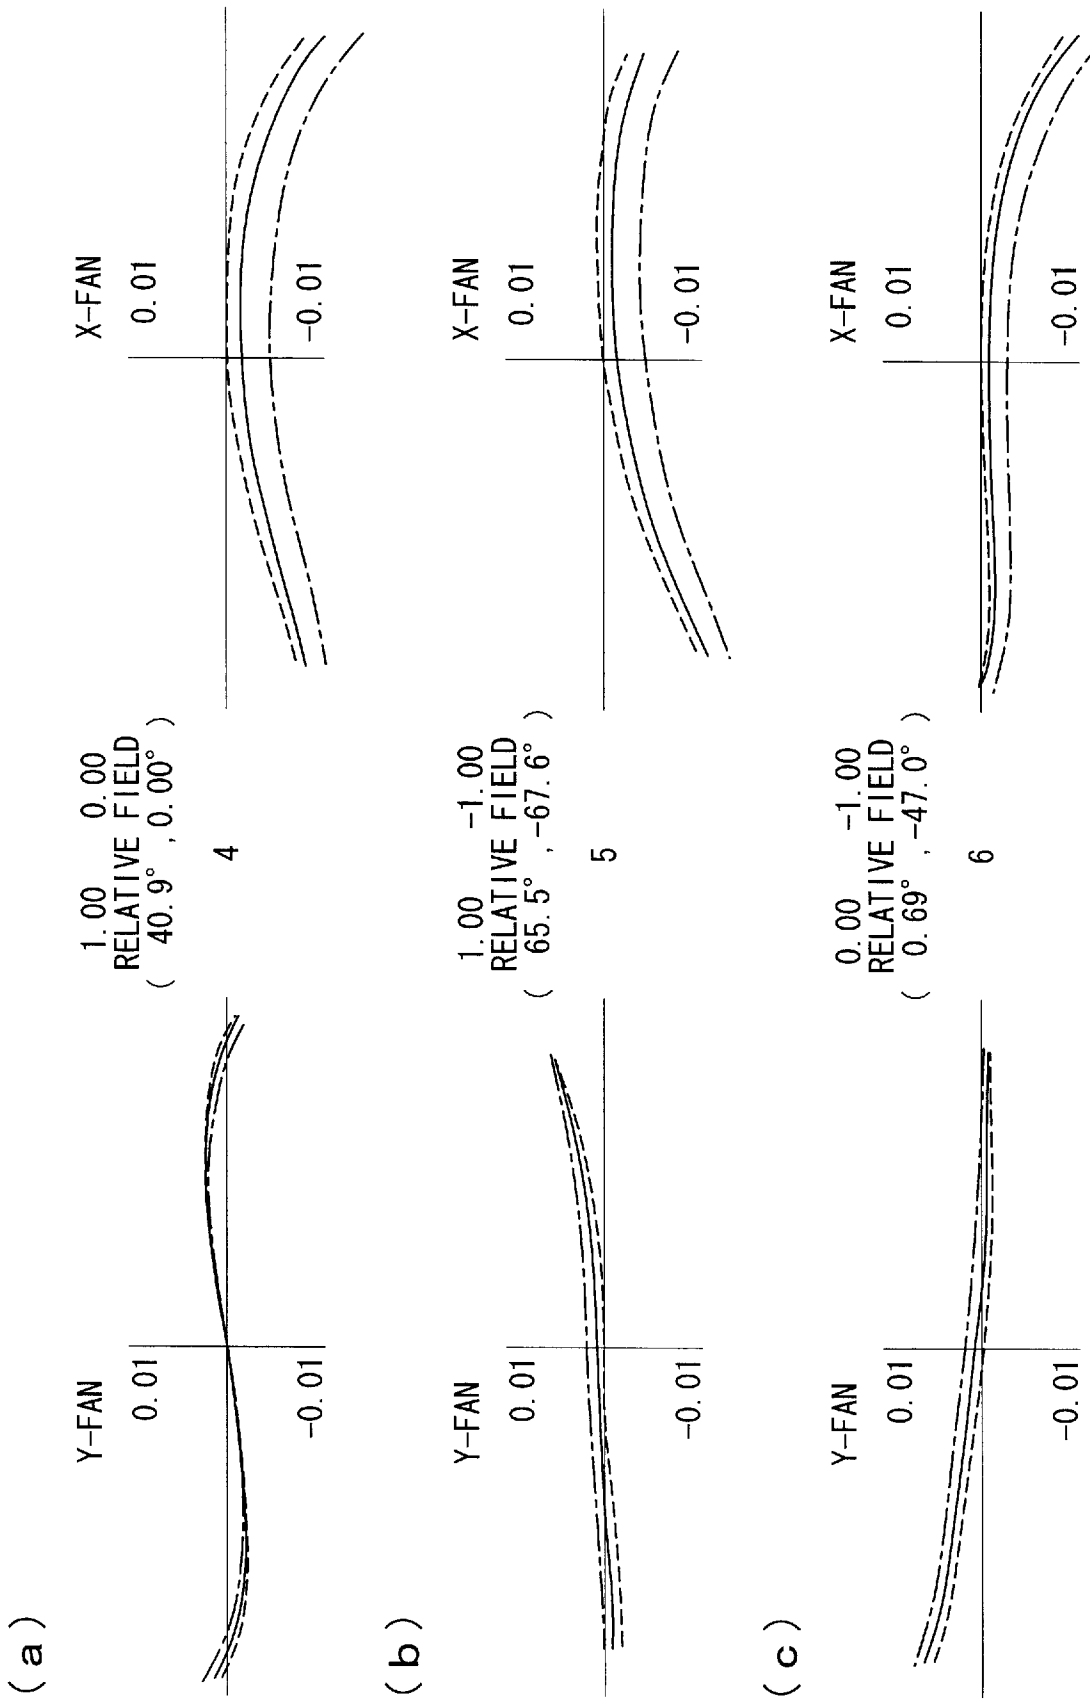 (a)
Y-FAN
0.01
-0.01
1.00 0.00
RELATIVE FIELD
( 40.9° , 0.00° )
4
X-FAN
0.01
-0.01
(b)
Y-FAN
0.01
-0.01
1.00 -1.00
RELATIVE FIELD
( 65.5° , -67.6° )
5
X-FAN
0.01
-0.01
(c)
Y-FAN
0.01
-0.01
0.00 -1.00
RELATIVE FIELD
( 0.69° , -47.0° )
6
X-FAN
0.01
-0.01